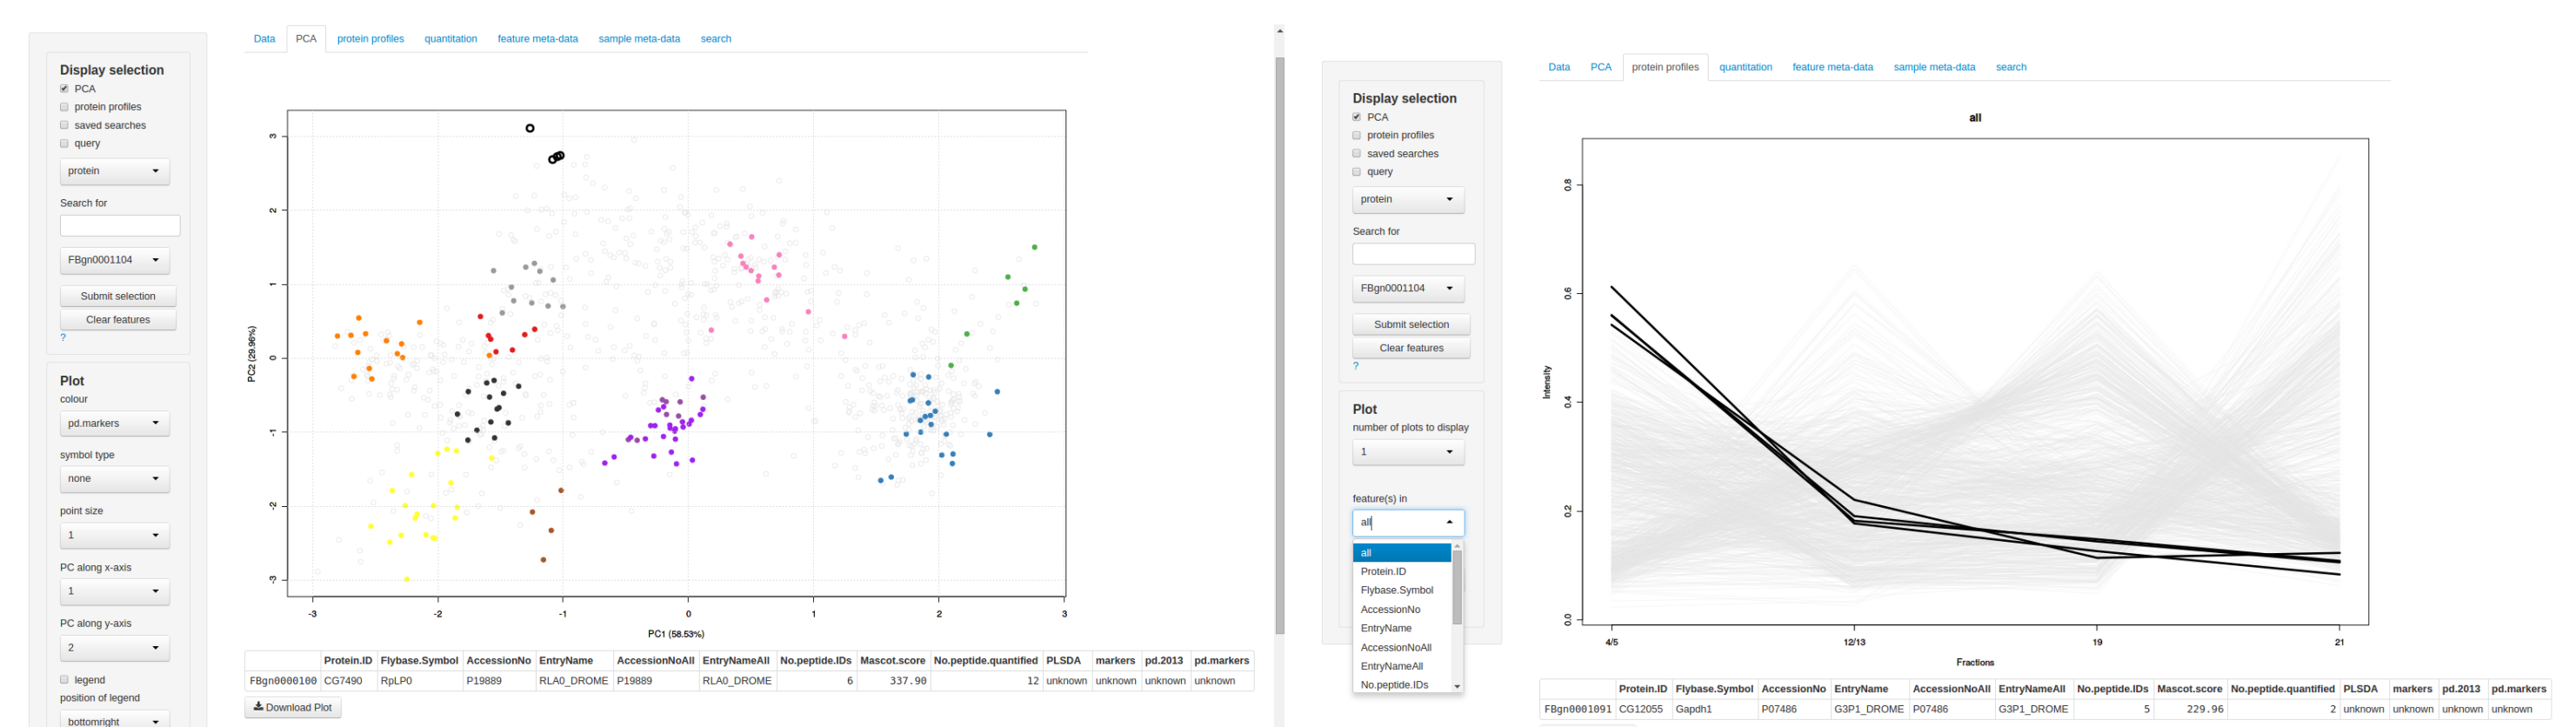 Data PCA protein profiles quantitation feature meta-data sample meta-data search
Display selection
PCA
protein profiles
saved searches
query
protein
Search for
FBgn0001104
Submit selection
Clear features
?
Plot
colour
pd.markers
symbol type
none
point size
1
PC along x-axis
1
PC along y-axis
2
legend
position of legend
bottomright
3
2
1
0
-1
-2
-3
PC2 (29.96%)
-3 -2 -1 0 1 2 3
PC1 (58.53%)
Protein.ID Flybase.Symbol AccessionNo EntryName AccessionNoAll EntryNameAll No.peptide.IDs Mascot.score No.peptide.quantified PLSDA markers pd.2013 pd.markers
FBgn0000100 CG7490 RpLP0 P19889 RLA0_DROME P19889 RLA0_DROME 6 337.90 12 unknown unknown unknown unknown
Download Plot
Data PCA protein profiles quantitation feature meta-data sample meta-data search
Display selection
PCA
protein profiles
saved searches
query
protein
Search for
FBgn0001104
Submit selection
Clear features
?
Plot
number of plots to display
1
feature(s) in
all
all
Protein.ID
Flybase.Symbol
AccessionNo
EntryName
AccessionNoAll
EntryNameAll
No.peptide.IDs
all
0.8
0.6
0.4
0.2
0.0
Intensity
4/5 12/13 19 21
Fractions
Protein.ID Flybase.Symbol AccessionNo EntryName AccessionNoAll EntryNameAll No.peptide.IDs Mascot.score No.peptide.quantified PLSDA markers pd.2013 pd.markers
FBgn0001091 CG12055 Gapdh1 P07486 G3P1_DROME P07486 G3P1_DROME 5 229.96 2 unknown unknown unknown unknown